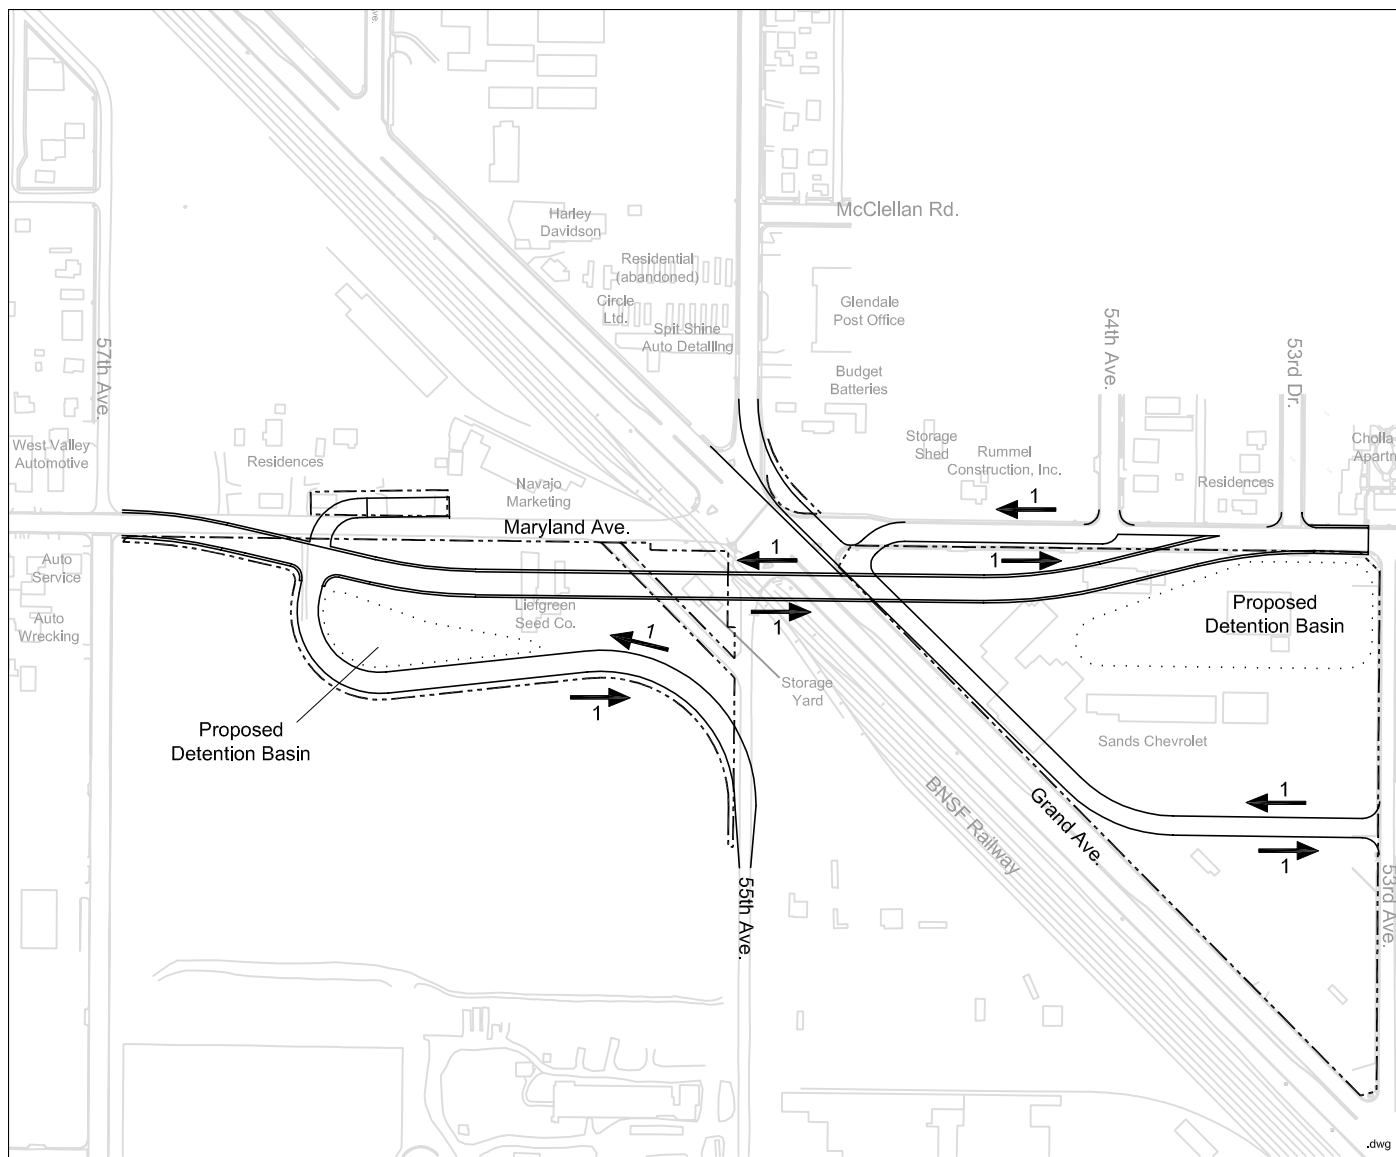 Ave.
McClellan Rd.
Harley
Davidson
Residential
(abandoned)
Circle
Ltd.
Spit Shine
Auto Detailing
Glendale
Post Office
Budget
Batteries
57th Ave.
54th Ave.
53rd Dr.
West Valley
Automotive
Residences
Navajo
Marketing
Storage
Shed
Rummel
Construction, Inc.
Residences
Cholla
Apartm
1
Maryland Ave.
1
1
Auto
Service
Auto
Wrecking
Liefgreen
Seed Co.
1
1
Proposed
Detention Basin
Storage
Yard
1
Proposed
Detention Basin
Sands Chevrolet
BNSF Railway
Grand Ave.
1
1
55th Ave.
53rd Ave.
.dwg